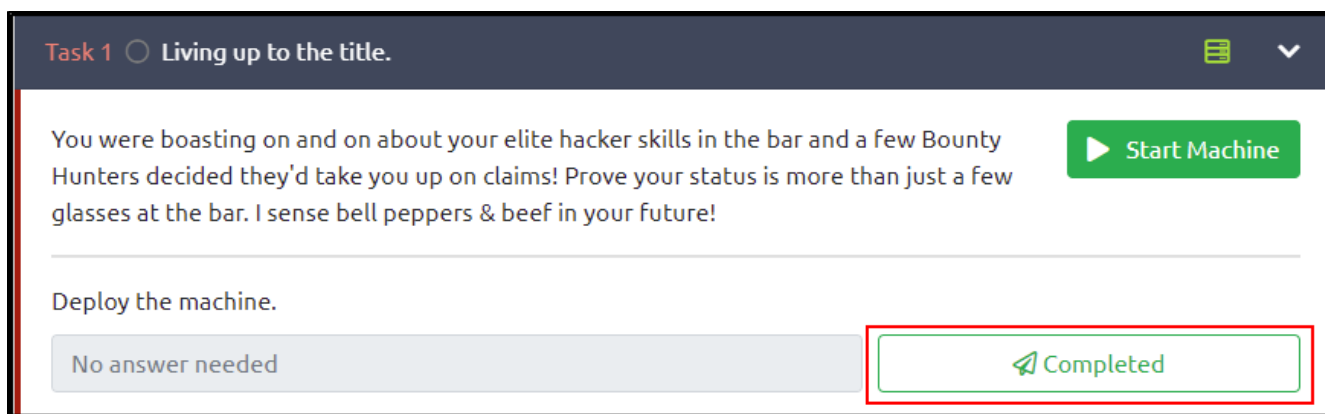 Task 1 Living up to the title.
You were boasting on and on about your elite hacker skills in the bar and a few Bounty
Hunters decided they'd take you up on claims! Prove your status is more than just a few
glasses at the bar. I sense bell peppers & beef in your future!
Start Machine
Deploy the machine.
No answer needed
Completed